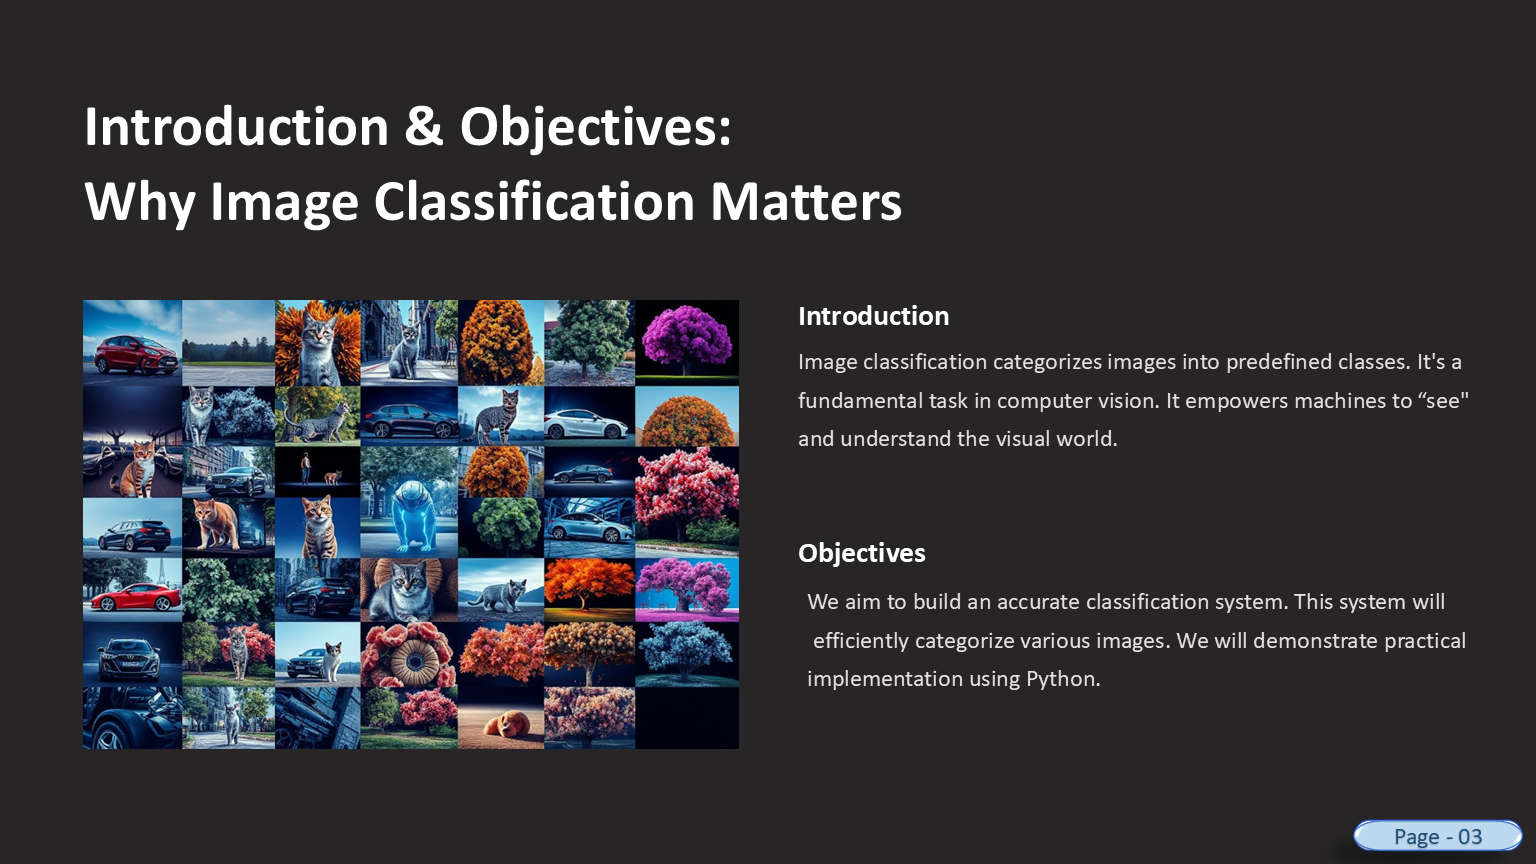 Introduction & Objectives:
Why Image Classification Matters
Introduction
Image classification categorizes images into predefined classes. It's a
fundamental task in computer vision. It empowers machines to “see"
and understand the visual world.
Objectives
We aim to build an accurate classification system. This system will
efficiently categorize various images. We will demonstrate practical
implementation using Python.
Page - 03